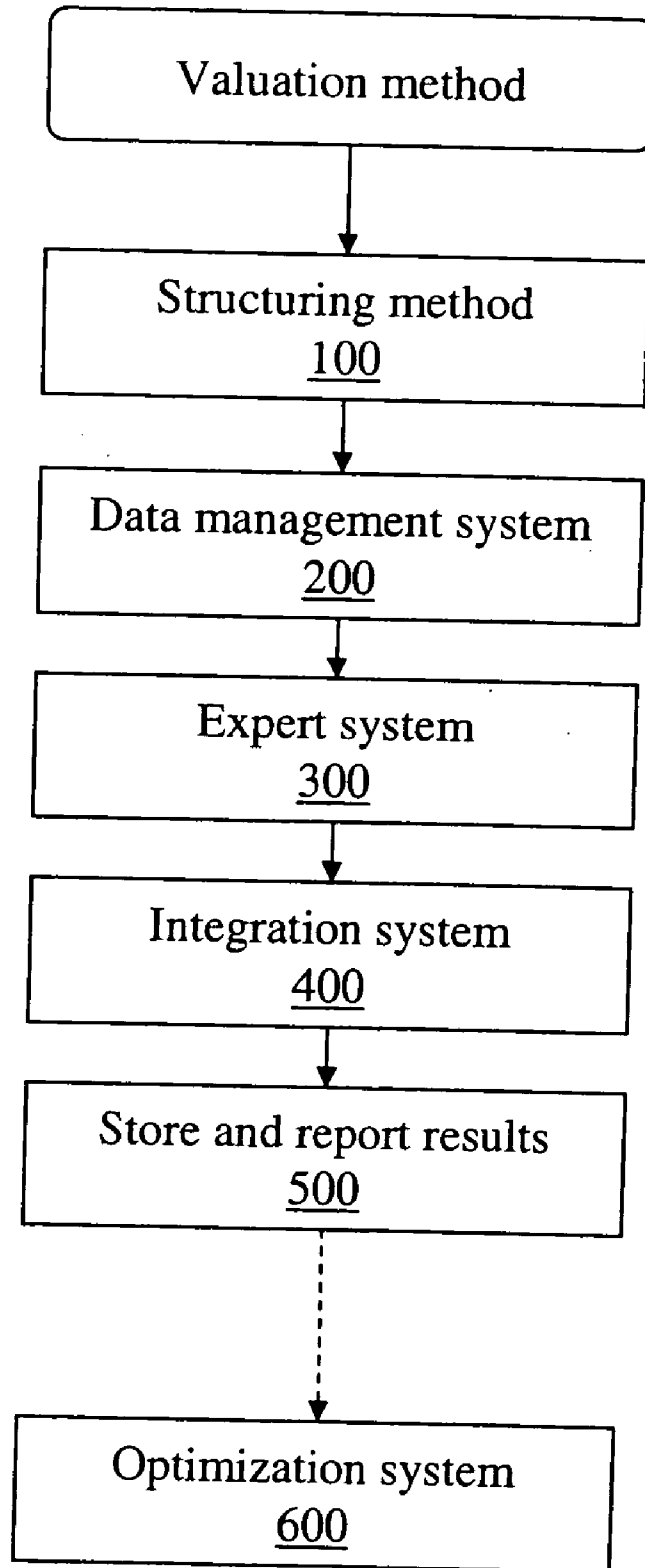 Valuation method
Structuring method
100
Data management system
200
Expert system
300
Integration system
400
Store and report results
500
Optimization system
600